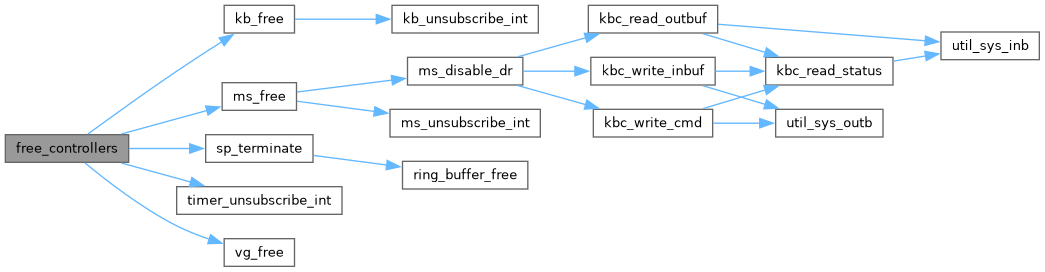 free_controllers
kb_free
kb_unsubscribe_int
ms_free
ms_disable_dr
kbc_read_outbuf
util_sys_inb
kbc_read_status
kbc_write_inbuf
kbc_write_cmd
util_sys_outb
ms_unsubscribe_int
sp_terminate
ring_buffer_free
timer_unsubscribe_int
vg_free